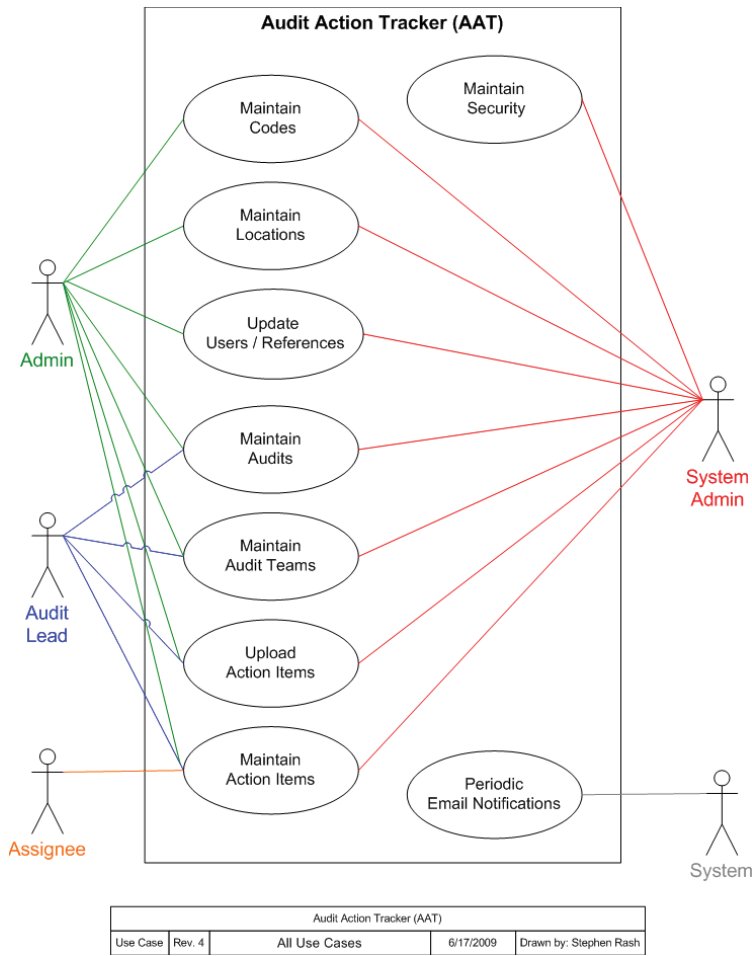 Audit Action Tracker (AAT)
Maintain
Codes
Maintain
Security
Maintain
Locations
Update
Users / References
Admin
Maintain
Audits
System
Admin
Maintain
Audit Teams
Audit
Lead
Upload
Action Items
Maintain
Action Items
Periodic
Email Notifications
Assignee
System
Audit Action Tracker (AAT)
Use Case Rev. 4 All Use Cases 6/17/2009 Drawn by: Stephen Rash